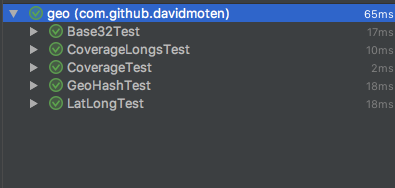 geo (com.github.davidmoten) 65ms
Base32Test 17ms
CoverageLongsTest 10ms
CoverageTest 2ms
GeoHashTest 18ms
LatLongTest 18ms